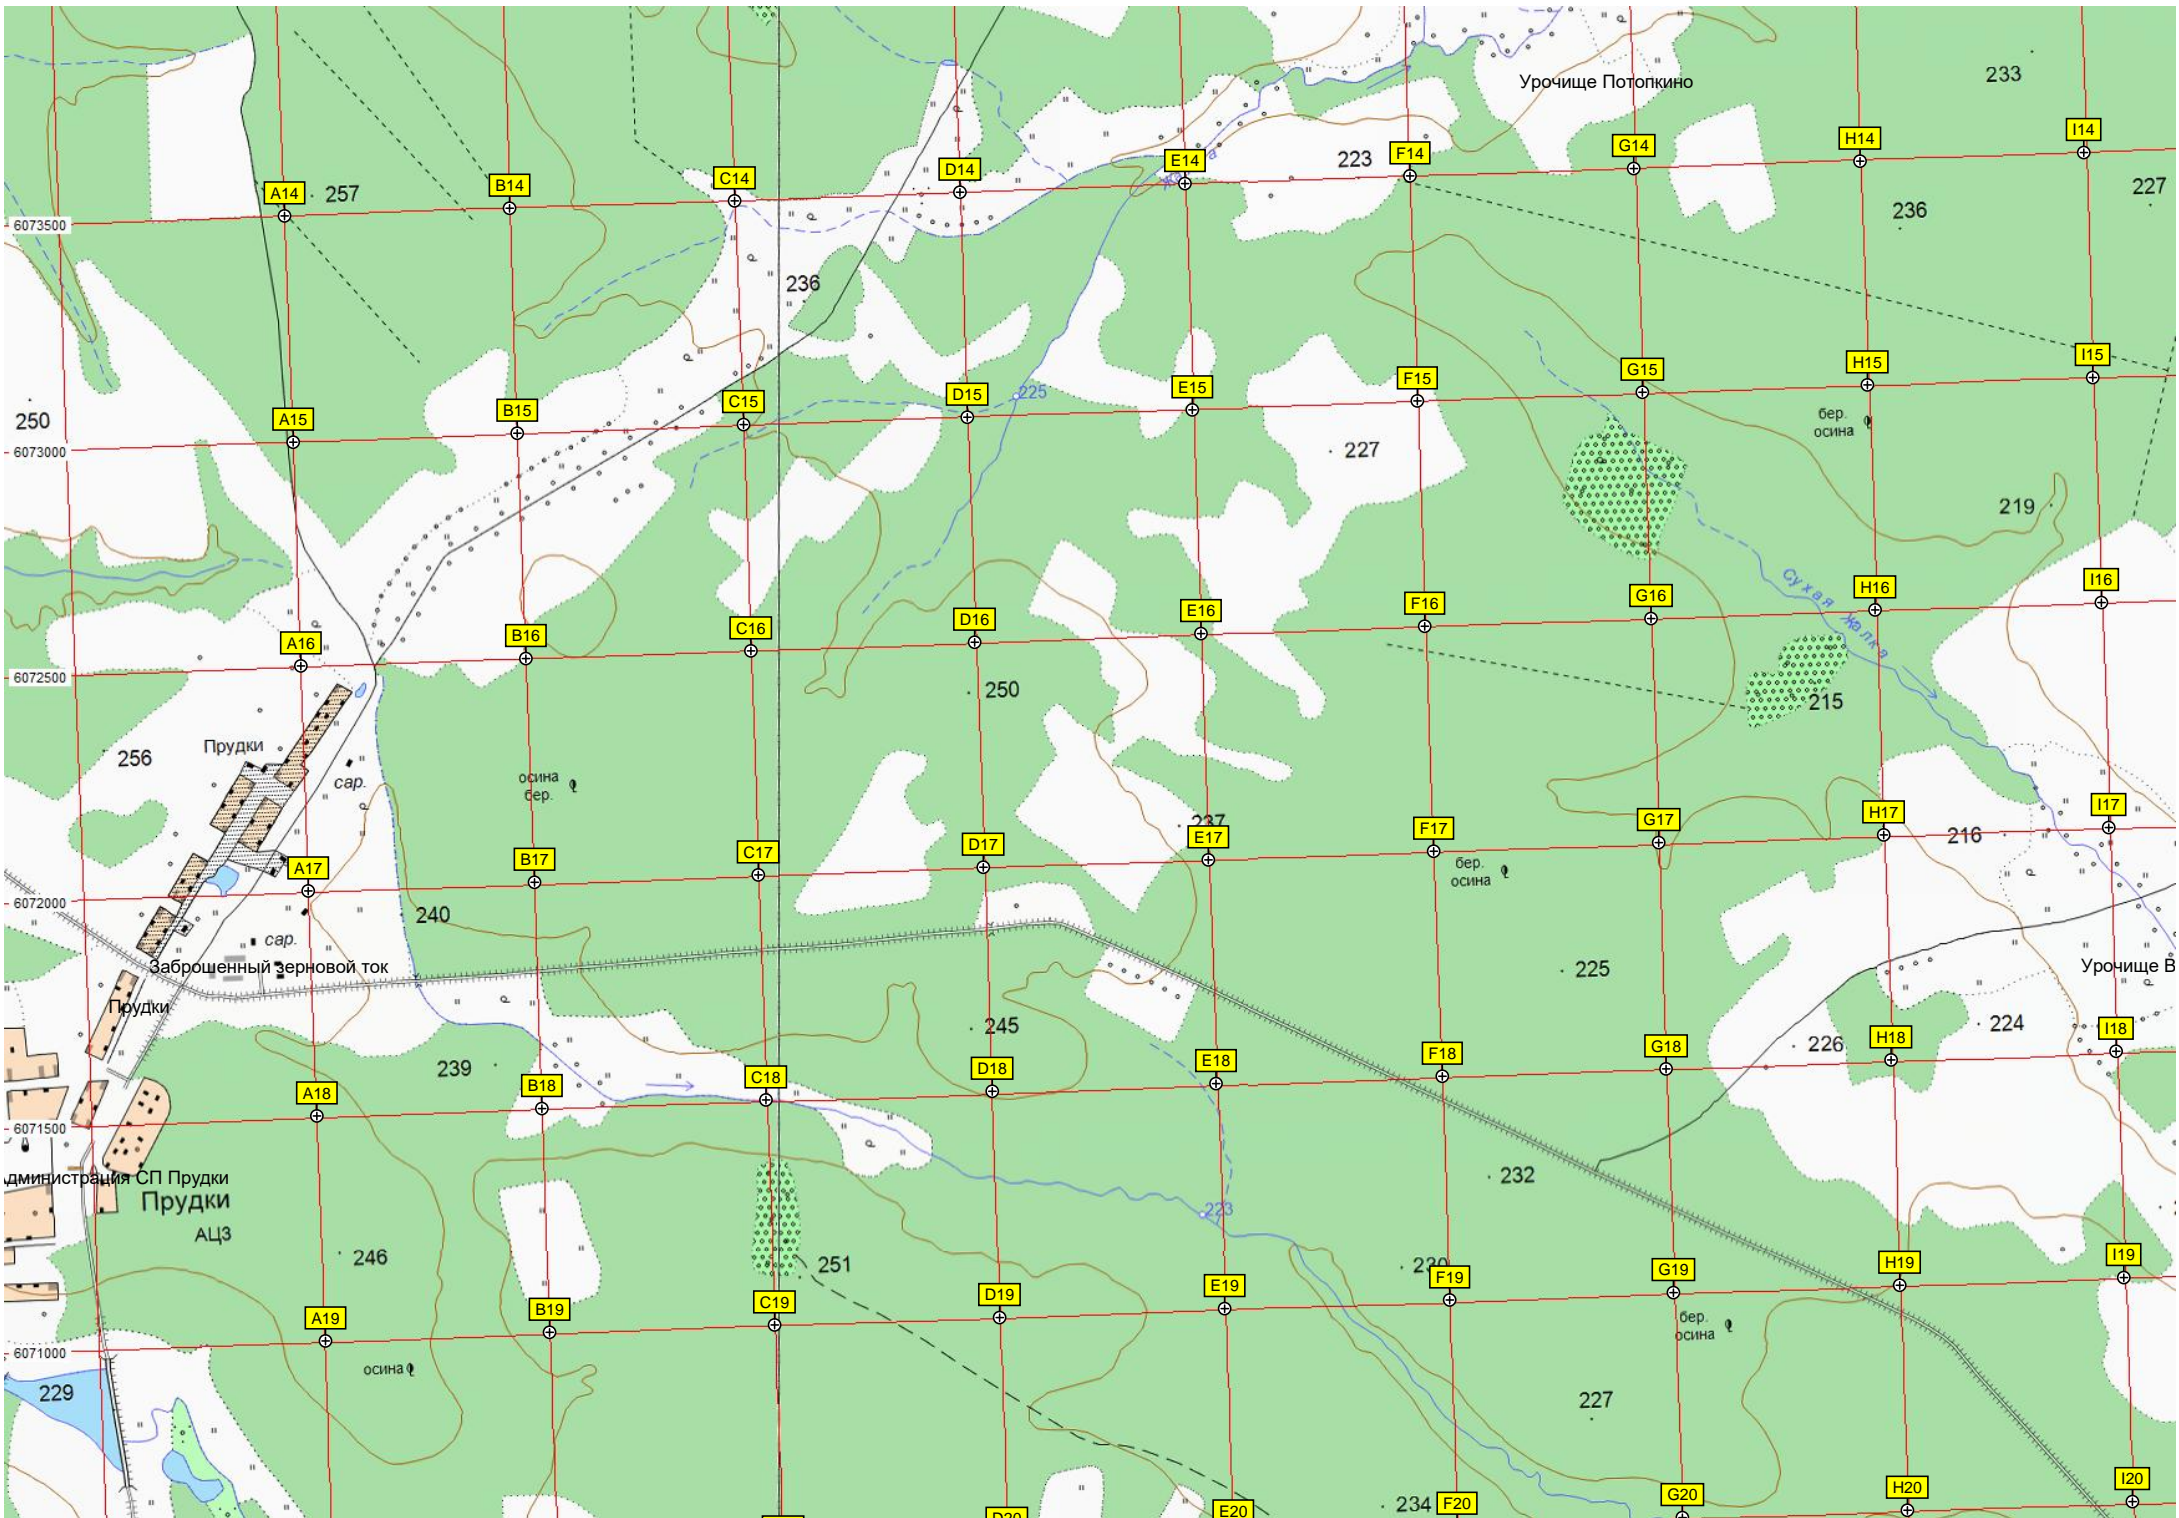 Урочище Потопкино
233
A14
257
B14
C14
D14
E14
223
F14
G14
H14
I14
227
236
6073500
236
250
A15
B15
C15
D15
225
E15
F15
G15
H15
I15
бер.
осина
227
219
6073000
Сухая Жалка
A16
B16
C16
D16
E16
F16
G16
H16
I16
6072500
250
215
256
Прудки
сар.
осина
бер.
237
A17
B17
C17
D17
E17
F17
G17
H17
216
I17
бер.
осина
6072000
240
сар.
Заброшенный зерновой ток
225
Урочище В
Прудки
245
224
226
239
A18
B18
C18
D18
E18
F18
G18
H18
I18
6071500
дминистрация СП Прудки
Прудки
АЦЗ
232
223
246
251
230
A19
B19
C19
D19
E19
F19
G19
H19
I19
бер.
осина
6071000
осина
229
227
234
D20
E20
F20
G20
H20
I20